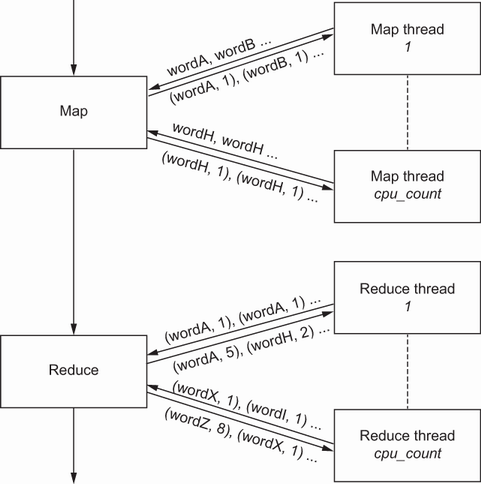 Map thread
1
wordA, wordB ...
(wordA, 1), (wordB, 1) ...
Map
wordH, wordH ...
(wordH, 1), (wordH, 1) ...
Map thread
cpu_count
Reduce thread
1
(wordA, 1), (wordA, 1) ...
(wordA, 5), (wordH, 2) ...
Reduce
(wordX, 1), (wordI, 1) ...
(wordZ, 8), (wordX, 1) ...
Reduce thread
cpu_count